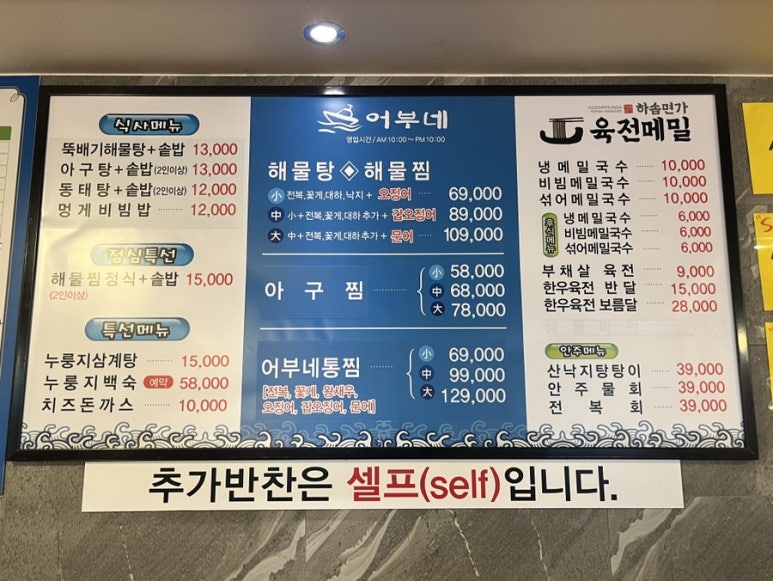 식사메뉴
뚝배기해물탕+솥밥 13,000
아구탕+솥밥(2인이상) 13,000
동태탕+솥밥(2인이상) 12,000
멍게비빔밥 12,000
점심특선
해물찜정식+솥밥 15,000
(2인이상)
특선메뉴
누룽지삼계탕 15,000
누룽지백숙 예약 58,000
치즈돈까스 10,000
어부네
영업시간 / AM 10:00~PM 10:00
해물탕◈해물찜
小 전복,꽃게,대하,낙지+ 오징어 69,000
中 小+전복,꽃게,대하추가+ 갑오징어 89,000
大 中+전복,꽃게,대하추가+ 문어 109,000
아구찜
小 58,000
中 68,000
大 78,000
어부네통찜
[전복, 꽃게, 왕새우,
오징어, 갑오징어, 문어]
小 69,000
中 99,000
大 129,000
하솜면가
육전메밀
냉메밀국수 10,000
비빔메밀국수 10,000
섞어메밀국수 10,000
후식메뉴
냉메밀국수 6,000
비빔메밀국수 6,000
섞어메밀국수 6,000
부채살 육전 9,000
한우육전 반달 15,000
한우육전 보름달 28,000
안주메뉴
산낙지탕탕이 39,000
안주물회 39,000
전복회 39,000
추가반찬은 셀프(self)입니다.